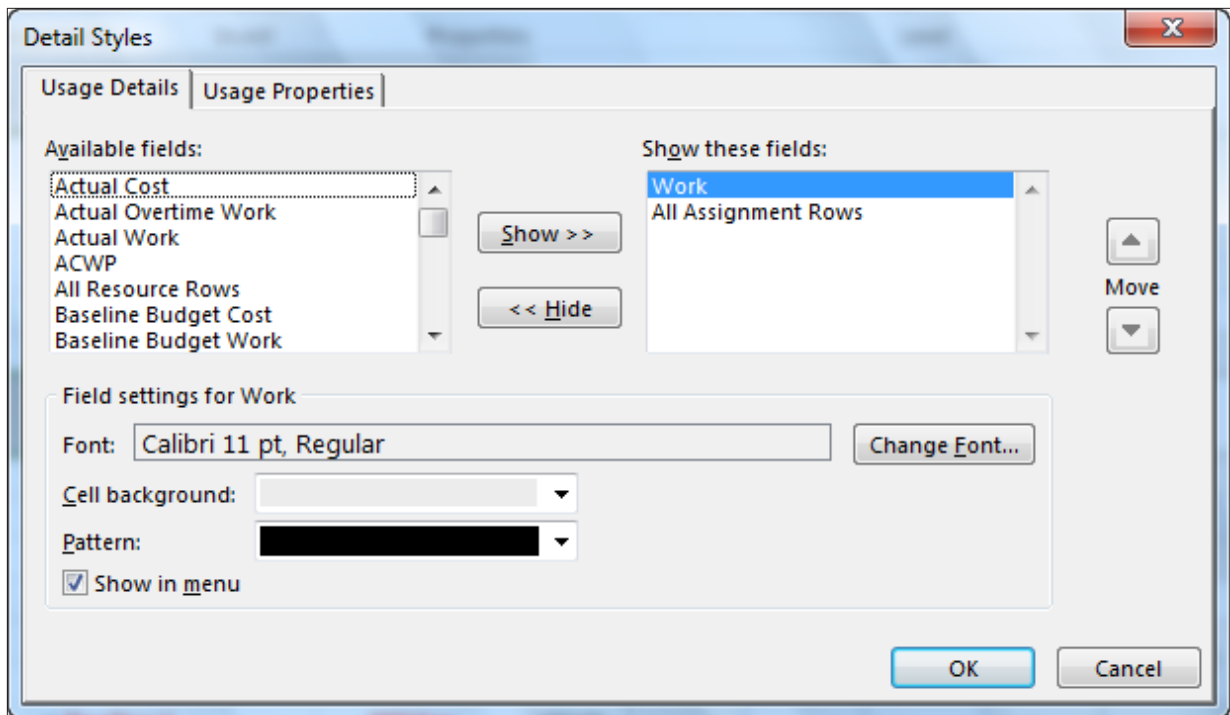 Detail Styles
Usage Details
Usage Properties
Available fields:
Actual Cost
Actual Overtime Work
Actual Work
ACWP
All Resource Rows
Baseline Budget Cost
Baseline Budget Work
Show >>
<< Hide
Show these fields:
Work
All Assignment Rows
Move
Field settings for Work
Font: Calibri 11 pt, Regular
Change Font...
Cell background:
Pattern:
Show in menu
OK
Cancel